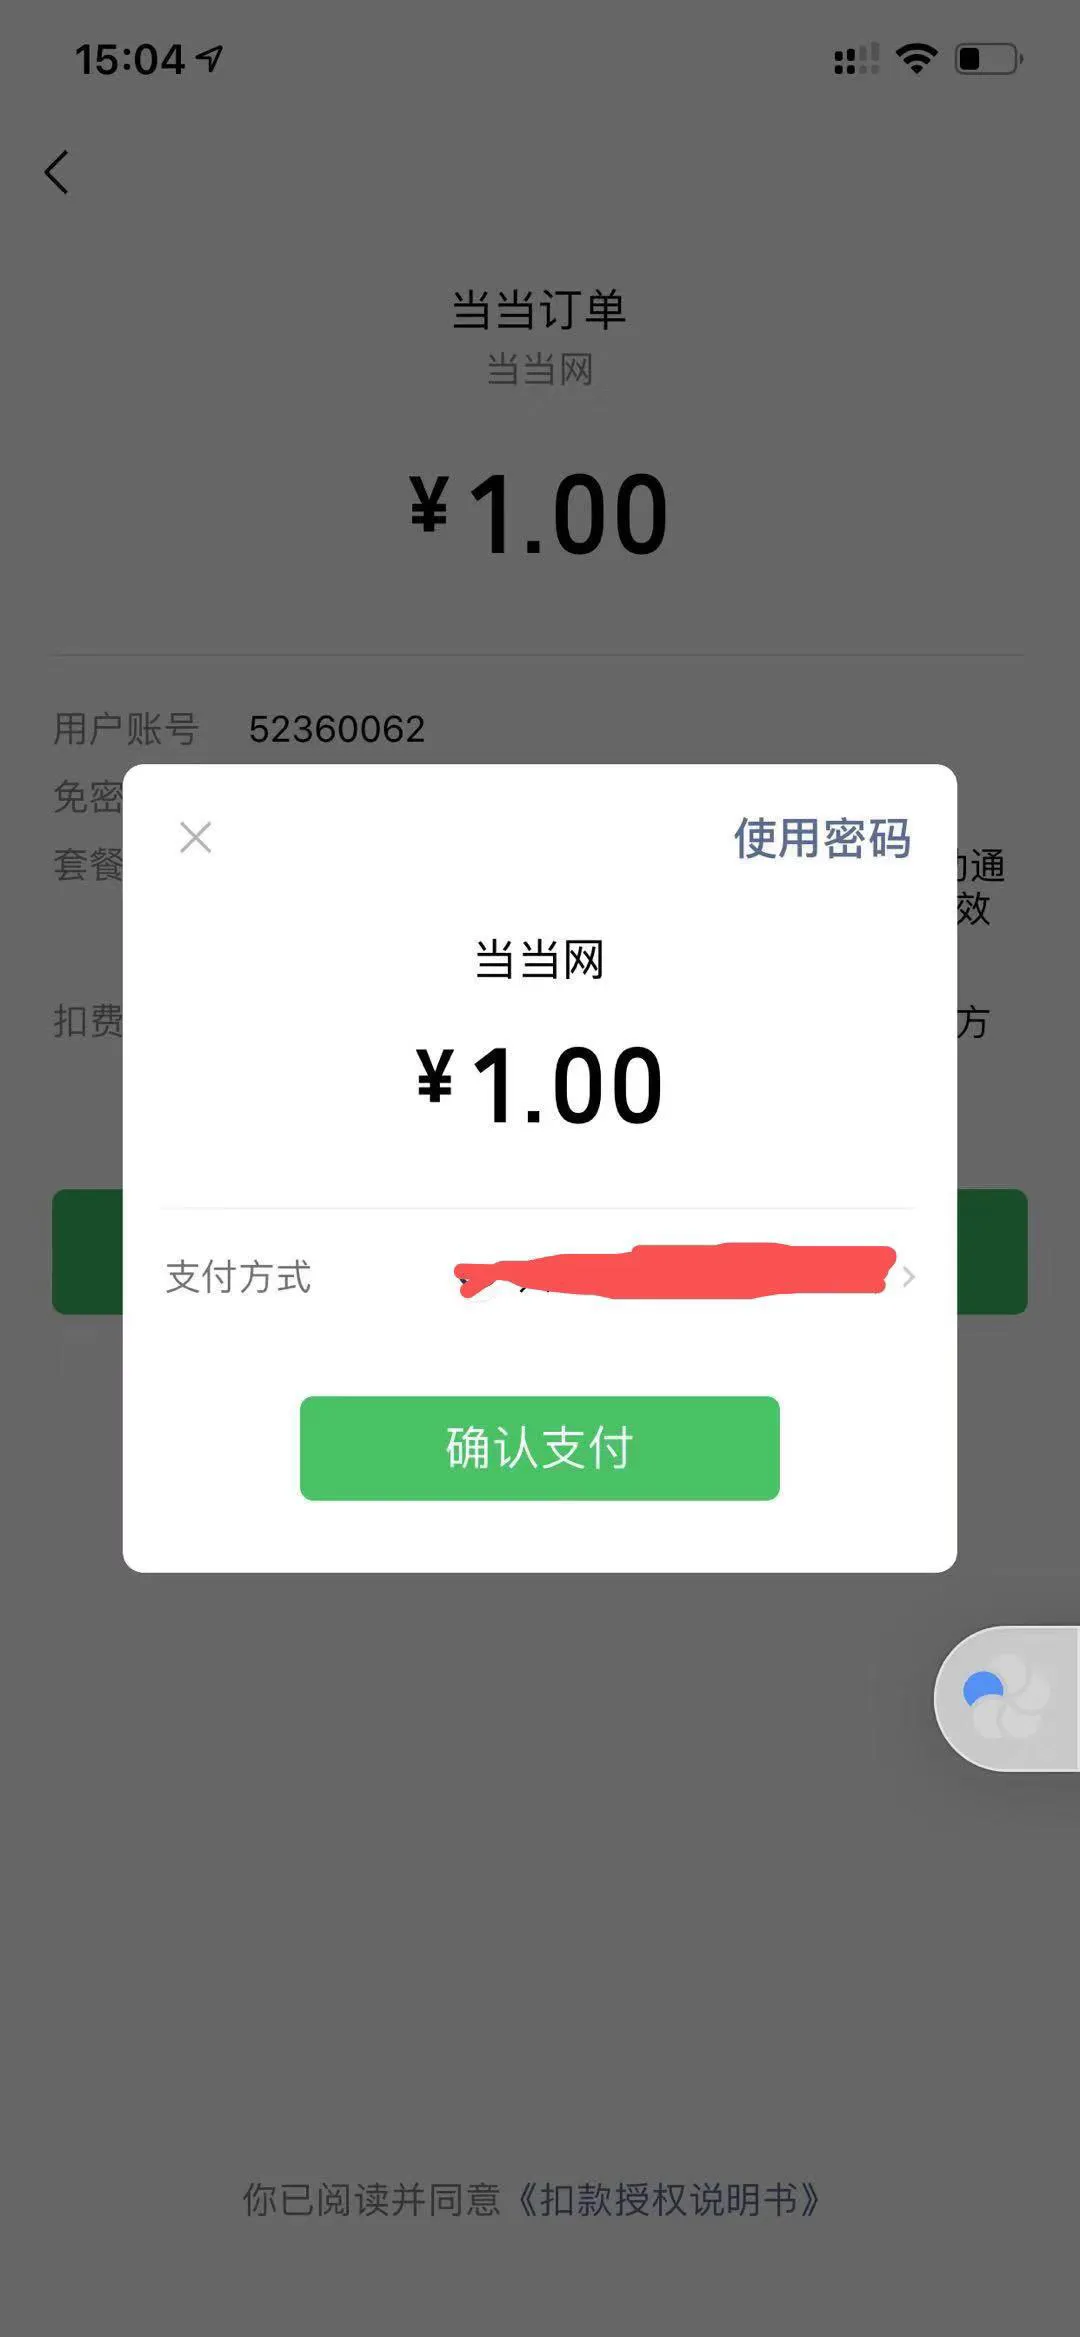 15:04
当当订单
当当网
¥1.00
用户账号 52360062
免密
套餐 动通
效
扣费 方
使用密码
当当网
¥1.00
支付方式
确认支付
你已阅读并同意《扣款授权说明书》